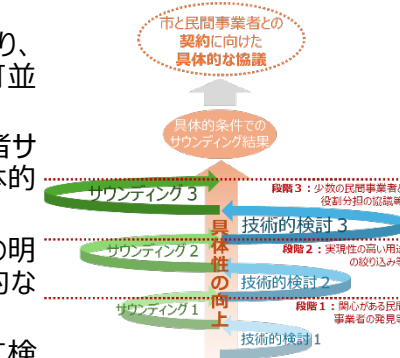 り、
町並
者サ
体的
の明
的な
て検
市と民間事業者との
契約に向けた
具体的な協議
具体的条件での
サウンディング結果
段階3:少数の民間事業者と
役割分担の協議等
サウンディング3
技術的検討3
段階2:実現性の高い用途
の絞り込み等
サウンディング2
技術的検討2
段階1:関心がある民間
事業者の発見等
サウンディング1
技術的検討1
具体性の向上